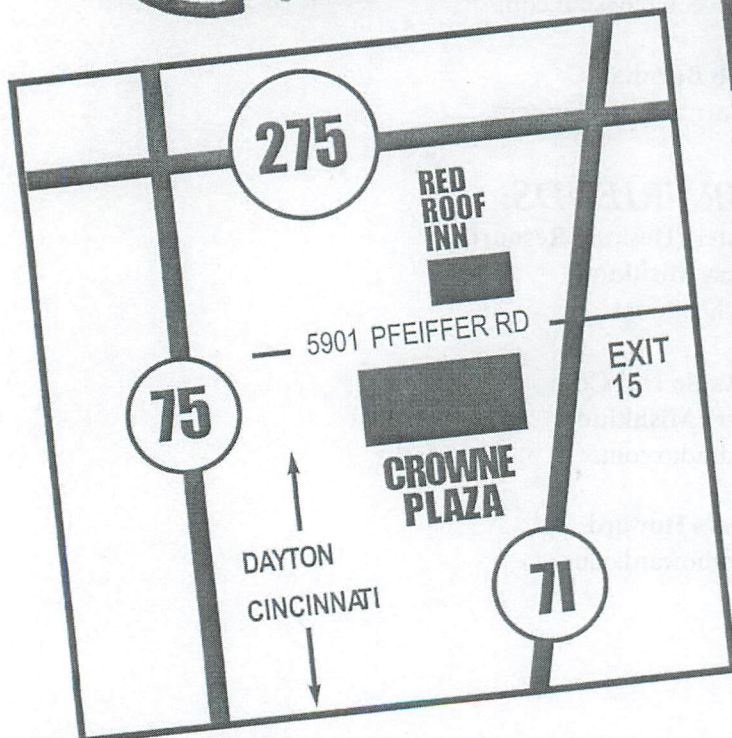 275
RED
ROOF
INN
5901 PFEIFFER RD
EXIT
15
75
CROWNE
PLAZA
DAYTON
CINCINNATI
71